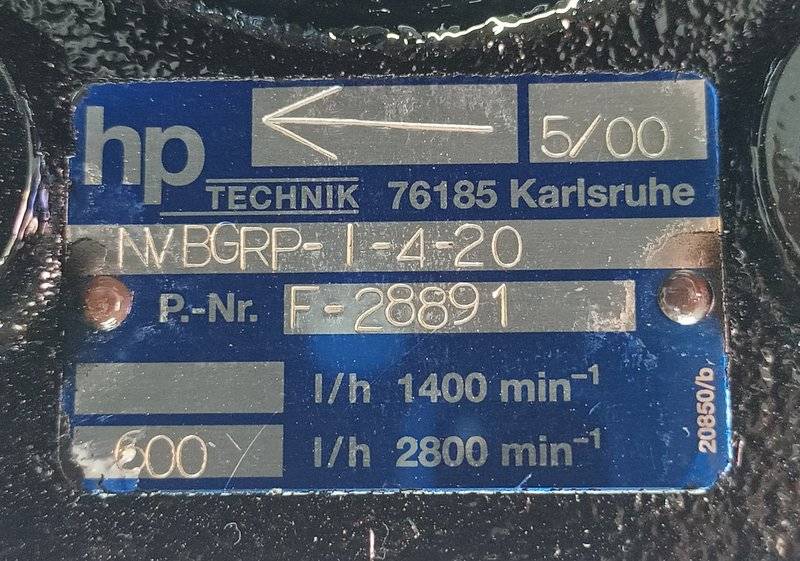 hp
5/00
TECHNIK 76185 Karlsruhe
NVBGRP-1-4-20
P.-Nr. F-28891
l/h 1400 min⁻¹
600 l/h 2800 min⁻¹
20850/b